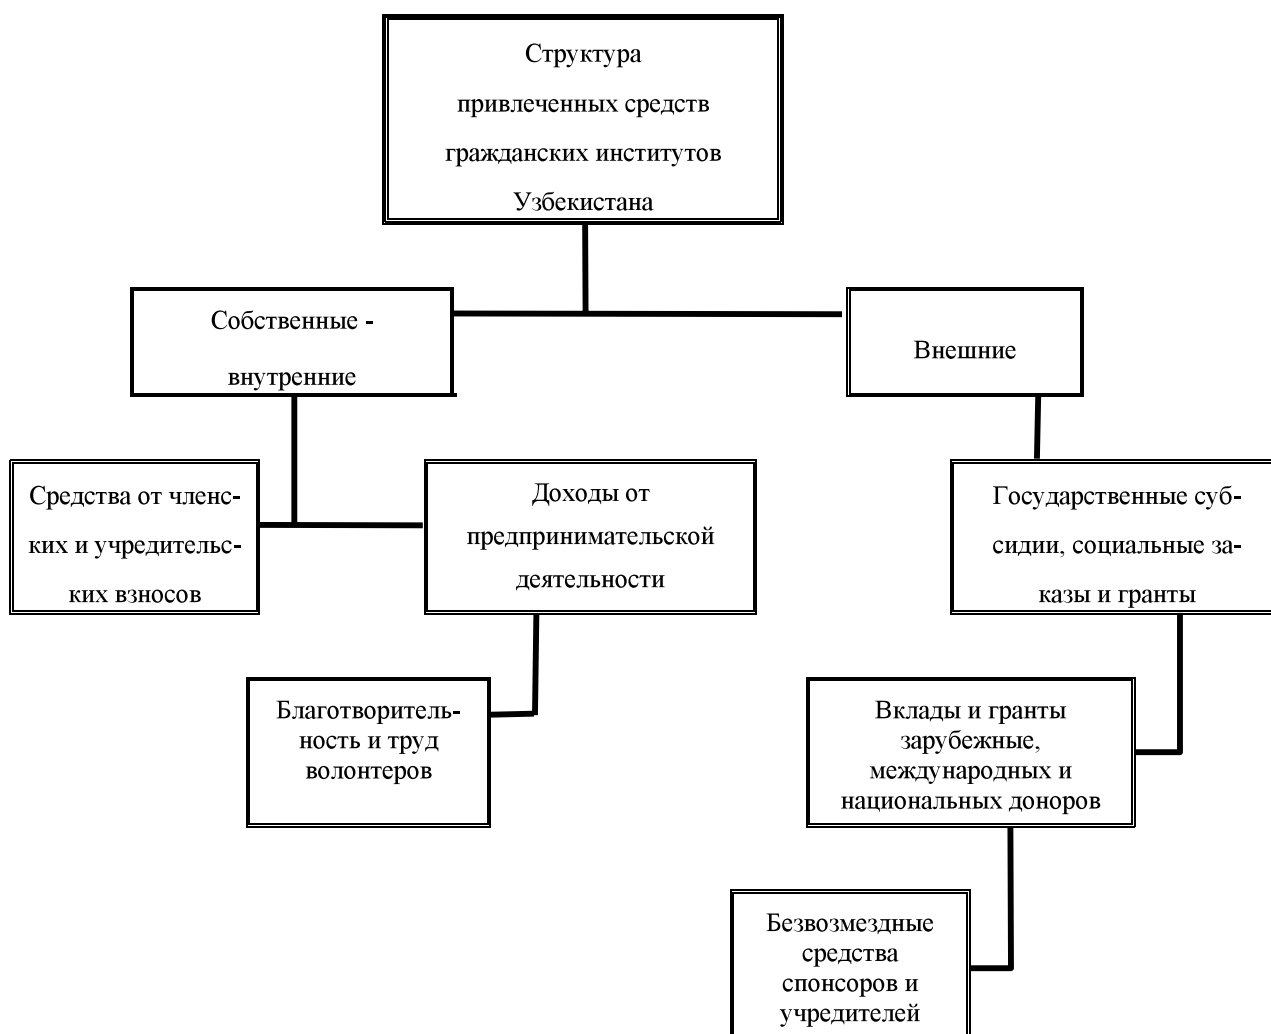 Структура
привлеченных средств
гражданских институтов
Узбекистана
Собственные -
внутренние
Внешние
Средства от членс-
ких и учредительс-
ких взносов
Доходы от
предпринимательской
деятельности
Государственные суб-
сидии, социальные за-
казы и гранты
Благотворитель-
ность и труд
волонтеров
Вклады и гранты
зарубежные,
международных и
национальных доноров
Безвозмездные
средства
спонсоров и
учредителей